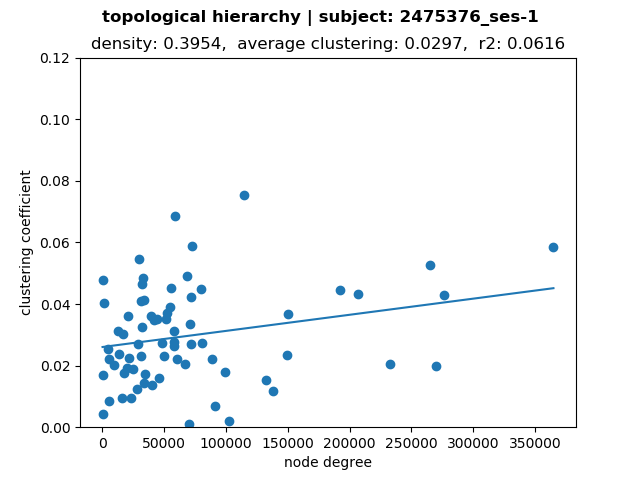 topological hierarchy | subject: 2475376_ses-1
density: 0.3954,  average clustering: 0.0297,  r2: 0.0616
0.12
0.10
0.08
0.06
0.04
0.02
0.00
clustering coefficient
0 50000 100000 150000 200000 250000 300000 350000
node degree